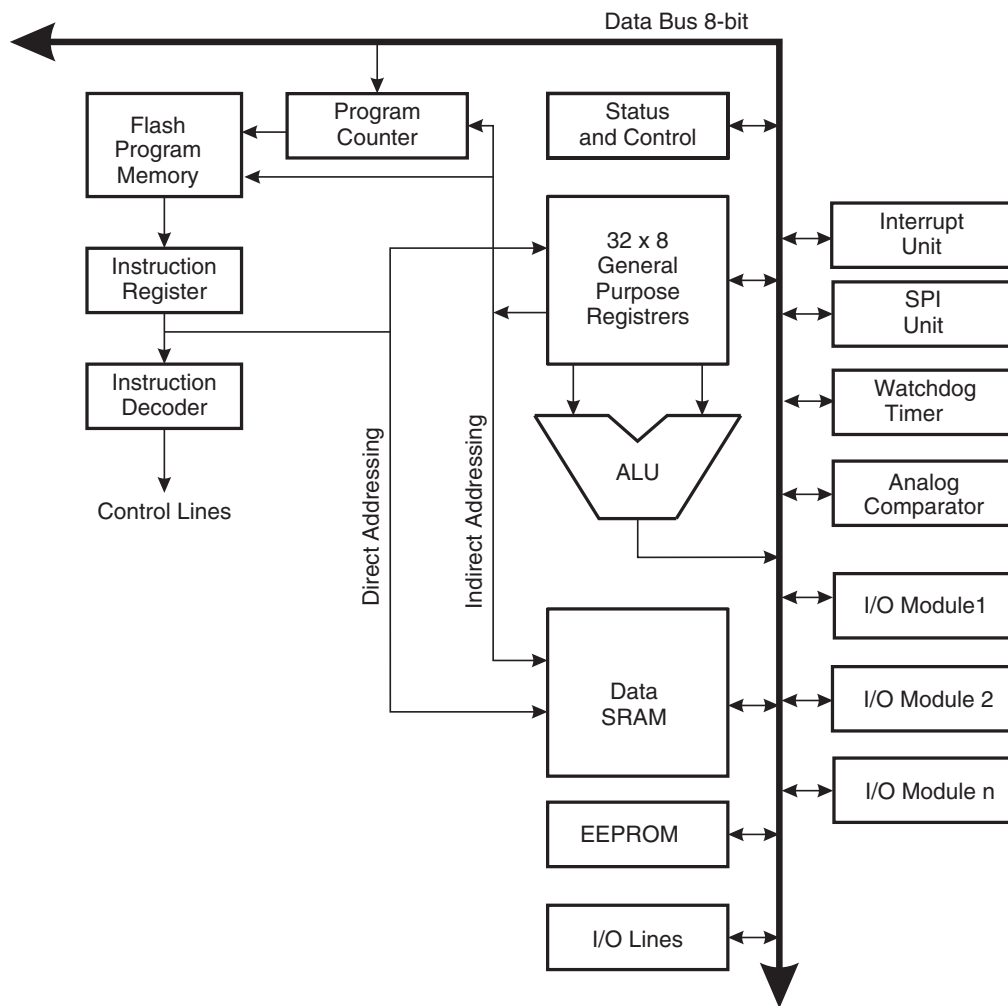 Data Bus 8-bit
Flash
Program
Memory
Program
Counter
Status
and Control
Instruction
Register
32 x 8
General
Purpose
Registrers
Interrupt
Unit
SPI
Unit
Instruction
Decoder
Watchdog
Timer
ALU
Analog
Comparator
Control Lines
Direct Addressing
Indirect Addressing
I/O Module1
Data
SRAM
I/O Module 2
I/O Module n
EEPROM
I/O Lines